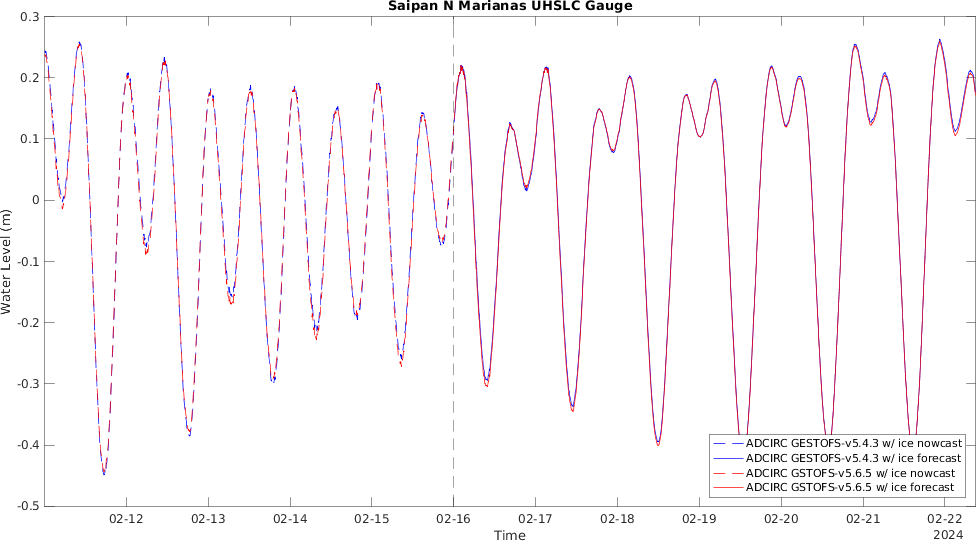 Saipan N Marianas UHSLC Gauge
0.3
0.2
0.1
0
-0.1
-0.2
-0.3
-0.4
-0.5
Water Level (m)
ADCIRC GESTOFS-v5.4.3 w/ ice nowcast
ADCIRC GESTOFS-v5.4.3 w/ ice forecast
ADCIRC GSTOFS-v5.6.5 w/ ice nowcast
ADCIRC GSTOFS-v5.6.5 w/ ice forecast
02-12 02-13 02-14 02-15 02-16 02-17 02-18 02-19 02-20 02-21 02-22
Time 2024